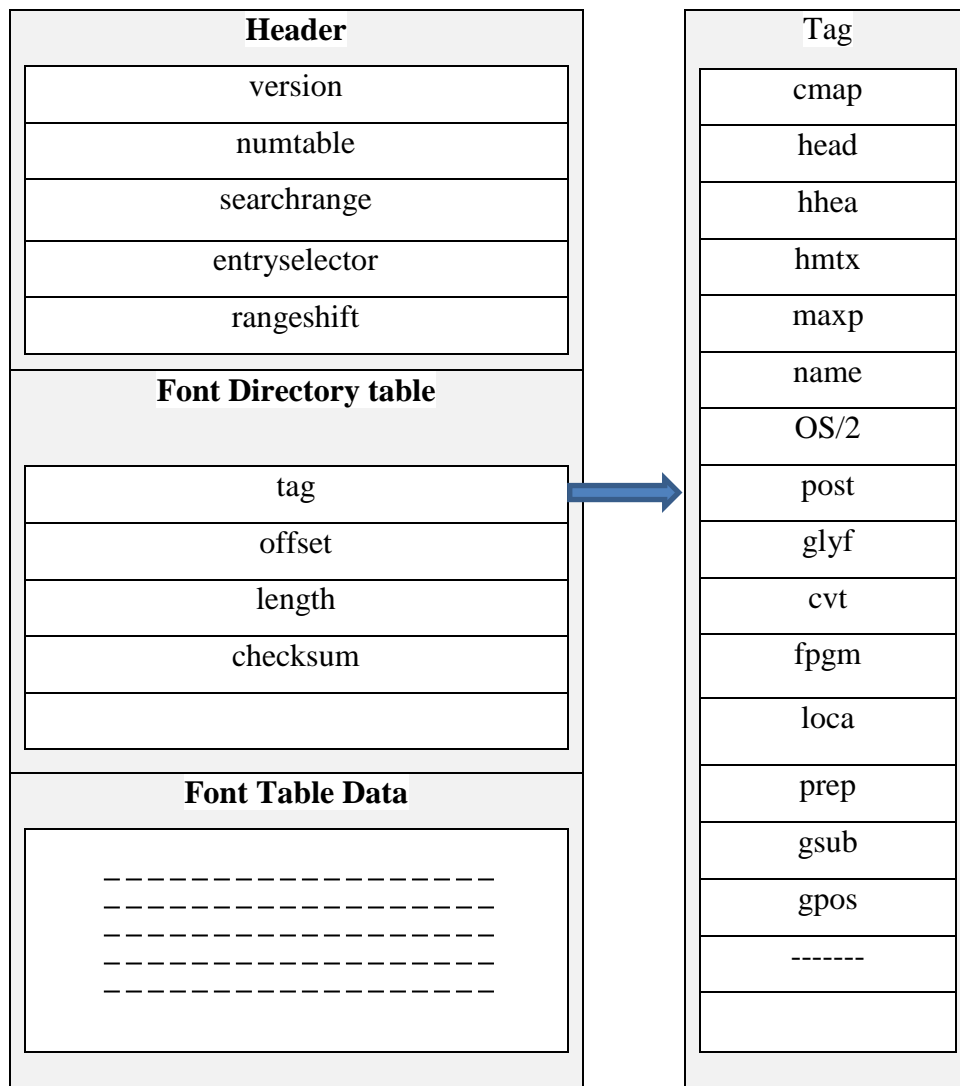 Header
version
numtable
searchrange
entryselector
rangeshift
Font Directory table
tag
offset
length
checksum
Font Table Data
_ _ _ _ _ _ _ _ _ _ _ _ _ _ _ _ _ _
_ _ _ _ _ _ _ _ _ _ _ _ _ _ _ _ _ _
_ _ _ _ _ _ _ _ _ _ _ _ _ _ _ _ _ _
_ _ _ _ _ _ _ _ _ _ _ _ _ _ _ _ _ _
_ _ _ _ _ _ _ _ _ _ _ _ _ _ _ _ _ _
Tag
cmap
head
hhea
hmtx
maxp
name
OS/2
post
glyf
cvt
fpgm
loca
prep
gsub
gpos
-------